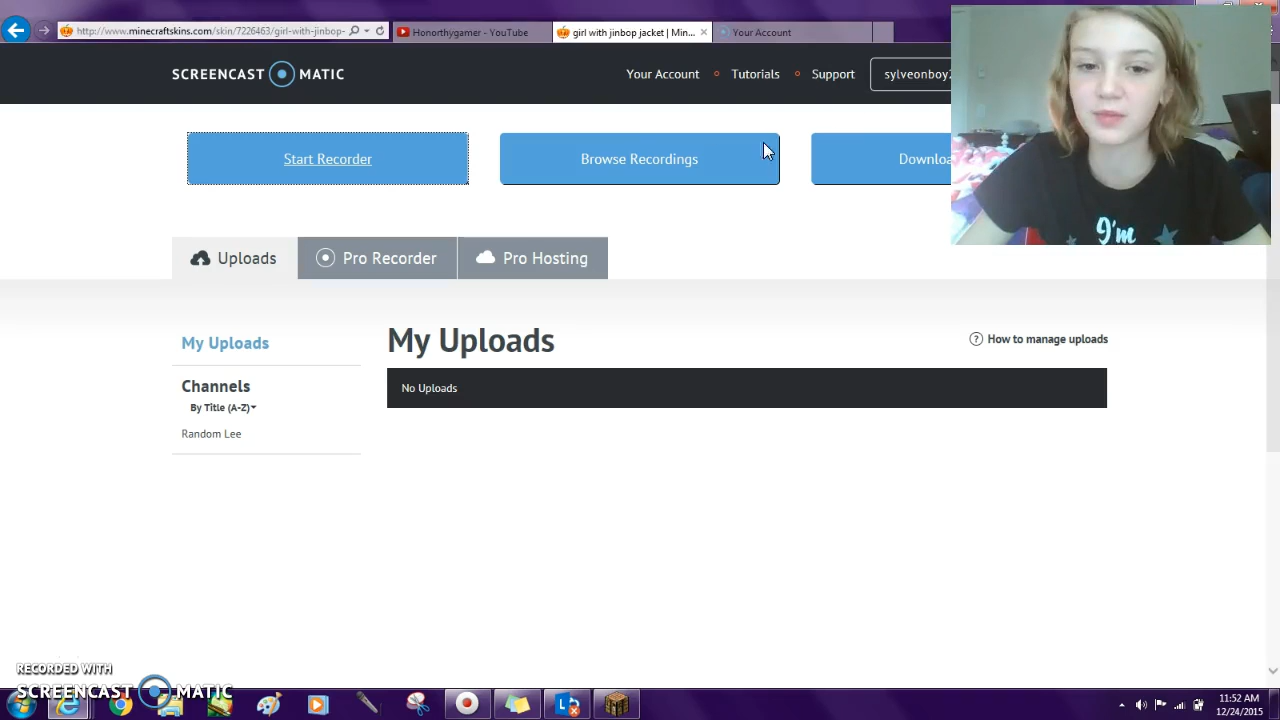 http://www.minecraftskins.com/skin/7226463/girl-with-jinbop-
Honorthygamer - YouTube
girl with jinbop jacket | Min...
Your Account
SCREENCAST MATIC
Your Account
Tutorials
Support
Start Recorder
Browse Recordings
Uploads
Pro Recorder
Pro Hosting
I'm
My Uploads
My Uploads
? How to manage uploads
Channels
No Uploads
By Title (A-Z)
Random Lee
RECORDED WITH
SCREENCAST MATIC
11:52 AM
12/24/2015